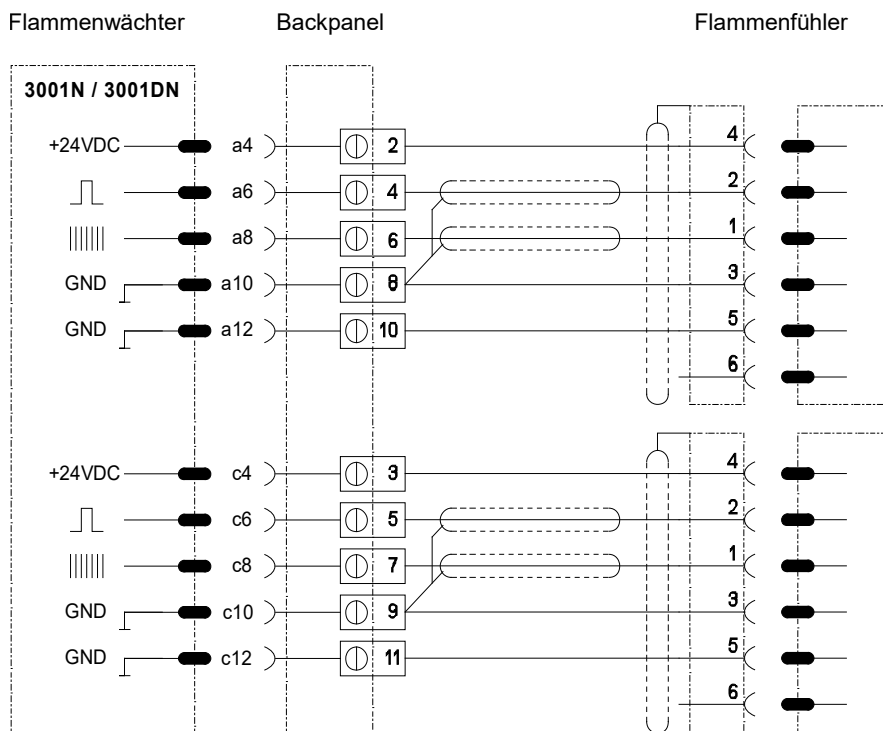 Flammenwächter Backpanel Flammenfühler
3001N / 3001DN
+24VDC a4 2 4
a6 4 2
a8 6 1
GND a10 8 3
GND a12 10 5
6
+24VDC c4 3 4
c6 5 2
c8 7 1
GND c10 9 3
GND c12 11 5
6